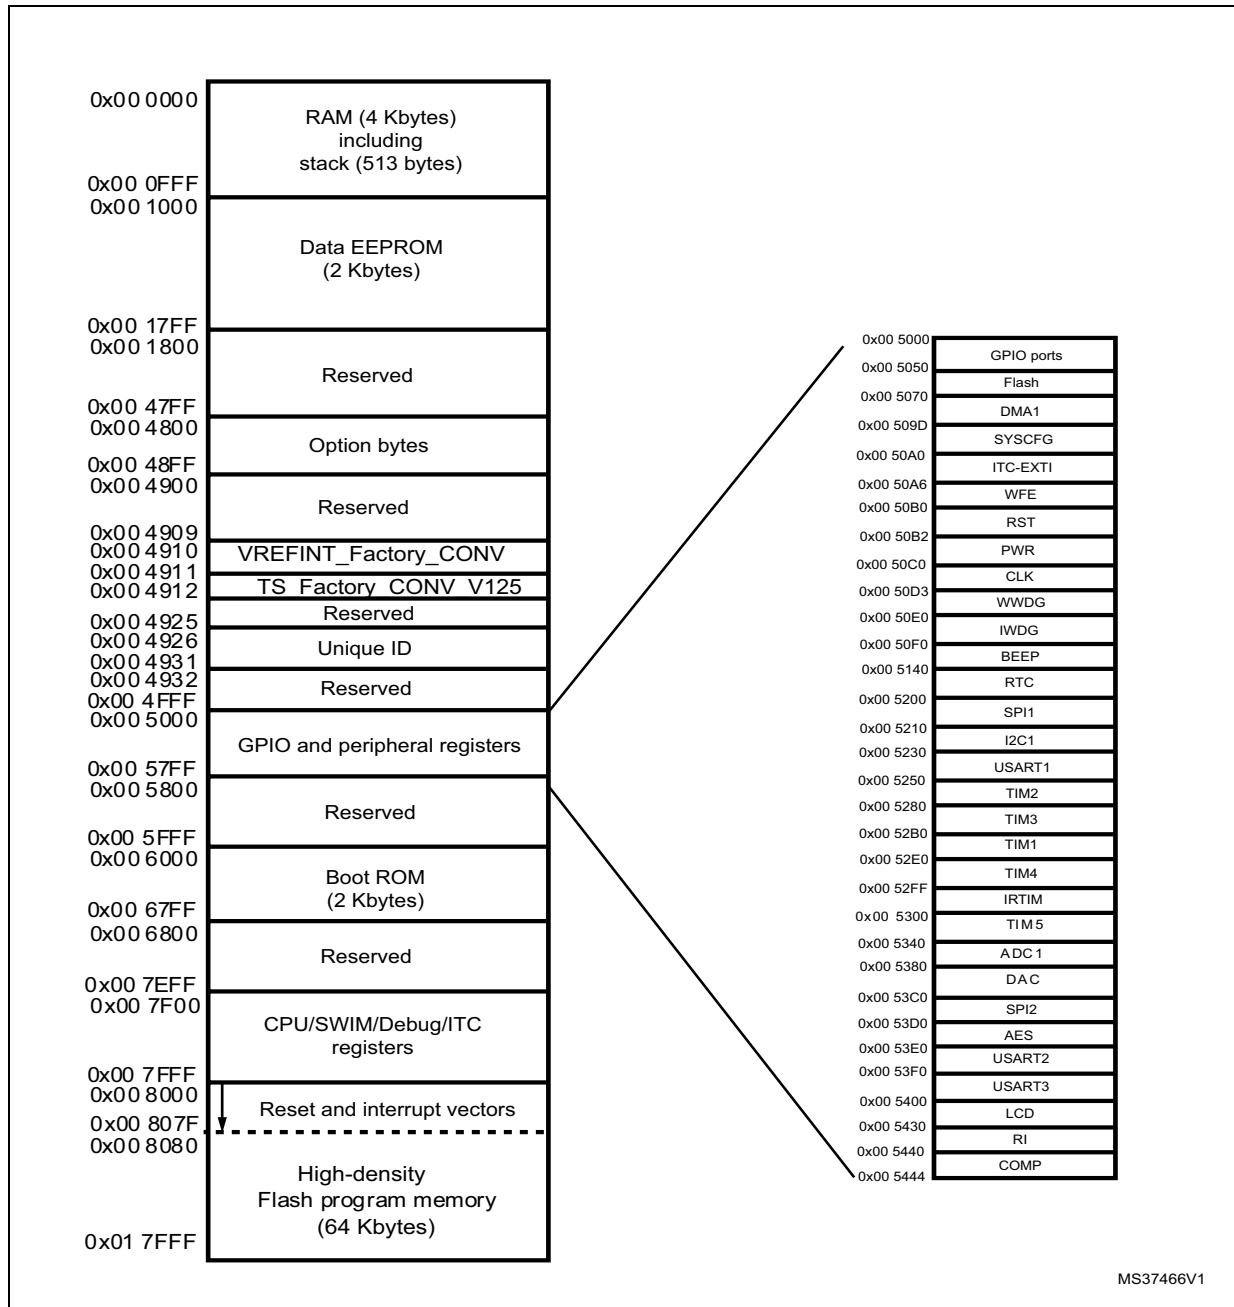 0x00 0000
RAM (4 Kbytes)
including
stack (513 bytes)
0x00 0FFF
0x00 1000
Data EEPROM
(2 Kbytes)
0x00 17FF
0x00 1800
Reserved
0x00 47FF
0x00 4800
Option bytes
0x00 48FF
0x00 4900
Reserved
0x00 4909
0x00 4910
VREFINT_Factory_CONV
0x00 4911
0x00 4912
TS_Factory_CONV_V125
Reserved
0x00 4925
0x00 4926
Unique ID
0x00 4931
0x00 4932
Reserved
0x00 4FFF
0x00 5000
GPIO and peripheral registers
0x00 57FF
0x00 5800
Reserved
0x00 5FFF
0x00 6000
Boot ROM
(2 Kbytes)
0x00 67FF
0x00 6800
Reserved
0x00 7EFF
0x00 7F00
CPU/SWIM/Debug/ITC
registers
0x00 7FFF
0x00 8000
Reset and interrupt vectors
0x00 807F
0x00 8080
High-density
Flash program memory
(64 Kbytes)
0x01 7FFF
0x00 5000
GPIO ports
0x00 5050
Flash
0x00 5070
DMA1
0x00 509D
SYSCFG
0x00 50A0
ITC-EXTI
0x00 50A6
WFE
0x00 50B0
RST
0x00 50B2
PWR
0x00 50C0
CLK
0x00 50D3
WWDG
0x00 50E0
IWDG
0x00 50F0
BEEP
0x00 5140
RTC
0x00 5200
SPI1
0x00 5210
I2C1
0x00 5230
USART1
0x00 5250
TIM2
0x00 5280
TIM3
0x00 52B0
TIM1
0x00 52E0
TIM4
0x00 52FF
IRTIM
0x00 5300
TIM5
0x00 5340
ADC1
0x00 5380
DAC
0x00 53C0
SPI2
0x00 53D0
AES
0x00 53E0
USART2
0x00 53F0
USART3
0x00 5400
LCD
0x00 5430
RI
0x00 5440
COMP
0x00 5444
MS37466V1